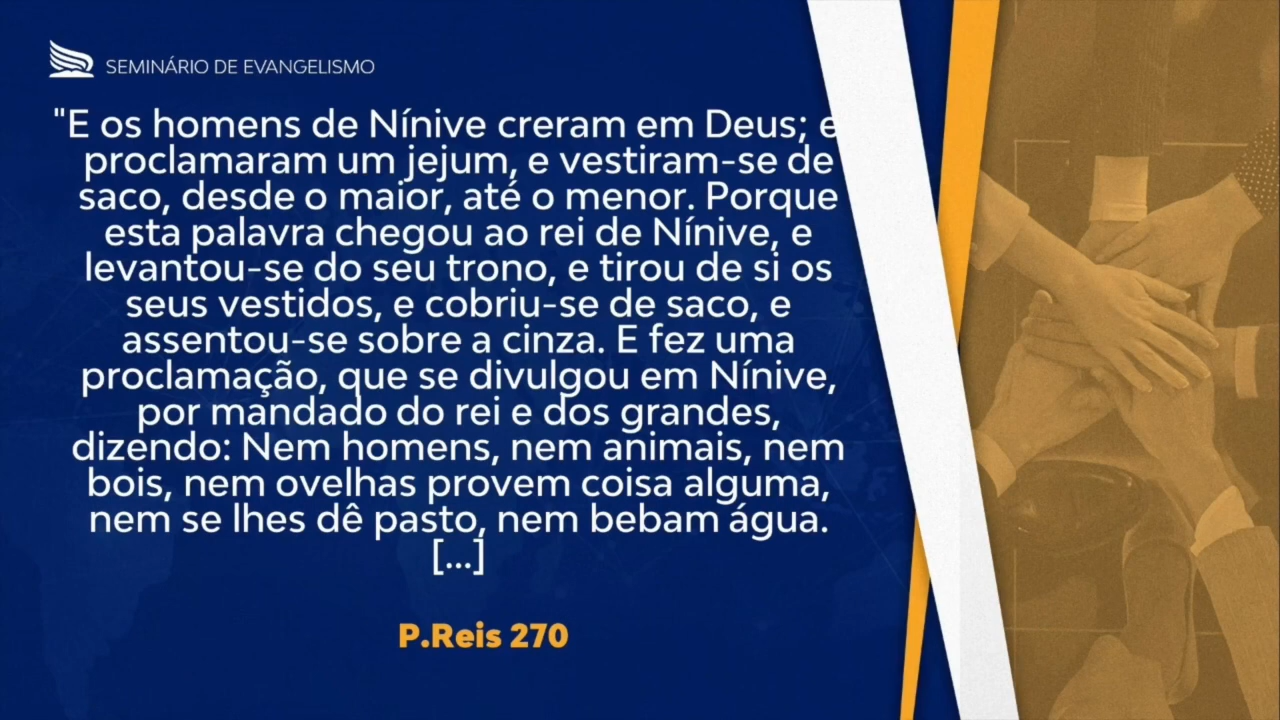 SEMINÁRIO DE EVANGELISMO
"E os homens de Nínive creram em Deus; e
proclamaram um jejum, e vestiram-se de
saco, desde o maior, até o menor. Porque
esta palavra chegou ao rei de Nínive, e
levantou-se do seu trono, e tirou de si os
seus vestidos, e cobriu-se de saco, e
assentou-se sobre a cinza. E fez uma
proclamação, que se divulgou em Nínive,
por mandado do rei e dos grandes,
dizendo: Nem homens, nem animais, nem
bois, nem ovelhas provem coisa alguma,
nem se lhes dê pasto, nem bebam água.
[...]
P.Reis 270